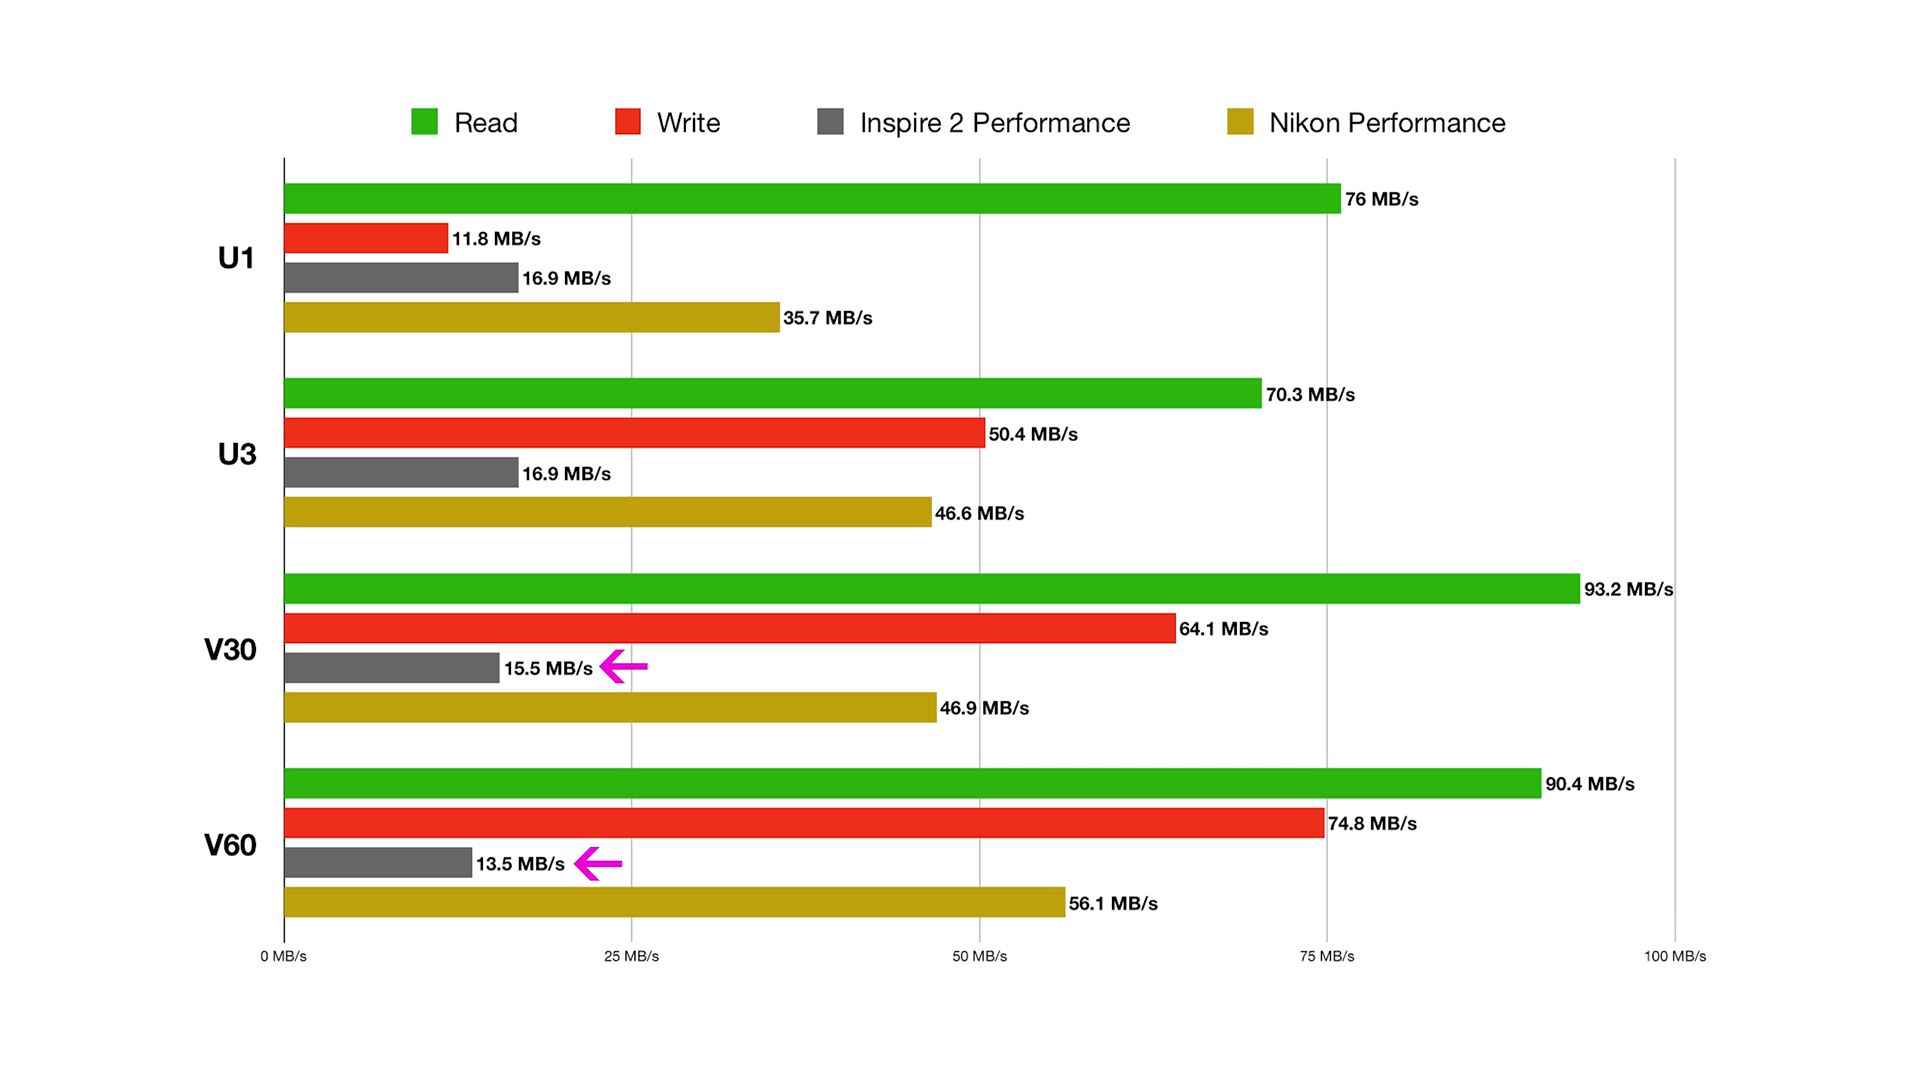 Read Write Inspire 2 Performance Nikon Performance
76 MB/s
11.8 MB/s
U1
16.9 MB/s
35.7 MB/s
70.3 MB/s
50.4 MB/s
U3
16.9 MB/s
46.6 MB/s
93.2 MB/s
64.1 MB/s
V30
15.5 MB/s
46.9 MB/s
90.4 MB/s
74.8 MB/s
V60
13.5 MB/s
56.1 MB/s
0 MB/s 25 MB/s 50 MB/s 75 MB/s 100 MB/s